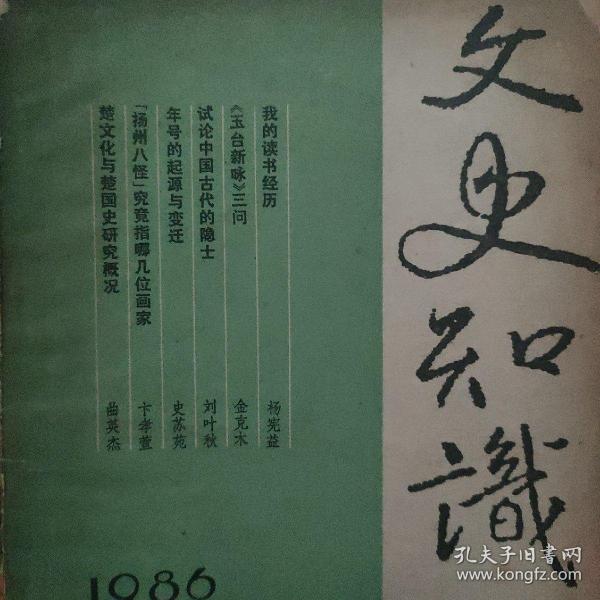 文史知識
我的读书经历 杨宪益
《玉台新咏》三问 金克木
试论中国古代的隐士 刘叶秋
年号的起源与变迁 史苏苑
「扬州八怪」究竟指哪几位画家 卞孝萱
楚文化与楚国史研究概况 曲英杰
1986
孔夫子旧书网
www.kongfz.com